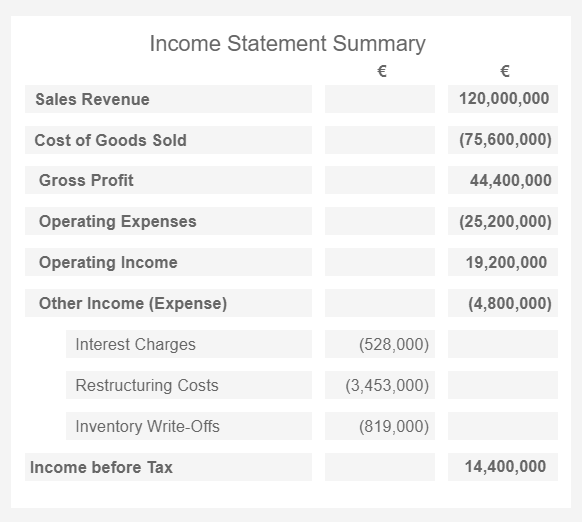 Income Statement Summary
€ €
Sales Revenue 120,000,000
Cost of Goods Sold (75,600,000)
Gross Profit 44,400,000
Operating Expenses (25,200,000)
Operating Income 19,200,000
Other Income (Expense) (4,800,000)
Interest Charges (528,000)
Restructuring Costs (3,453,000)
Inventory Write-Offs (819,000)
Income before Tax 14,400,000